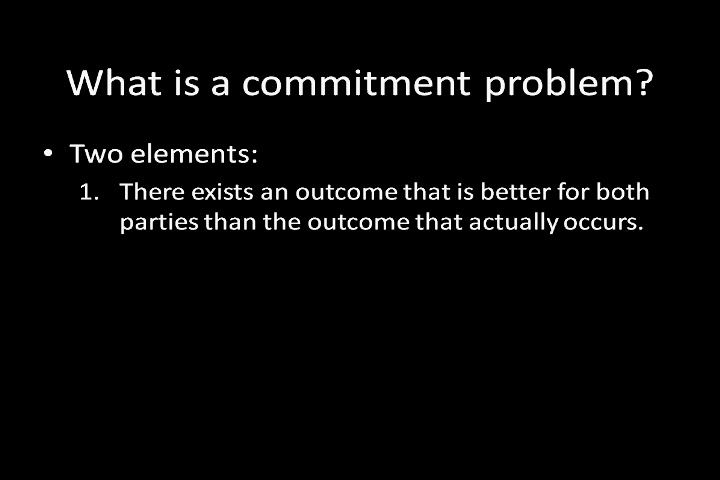 What is a commitment problem?
• Two elements:
1. There exists an outcome that is better for both
parties than the outcome that actually occurs.